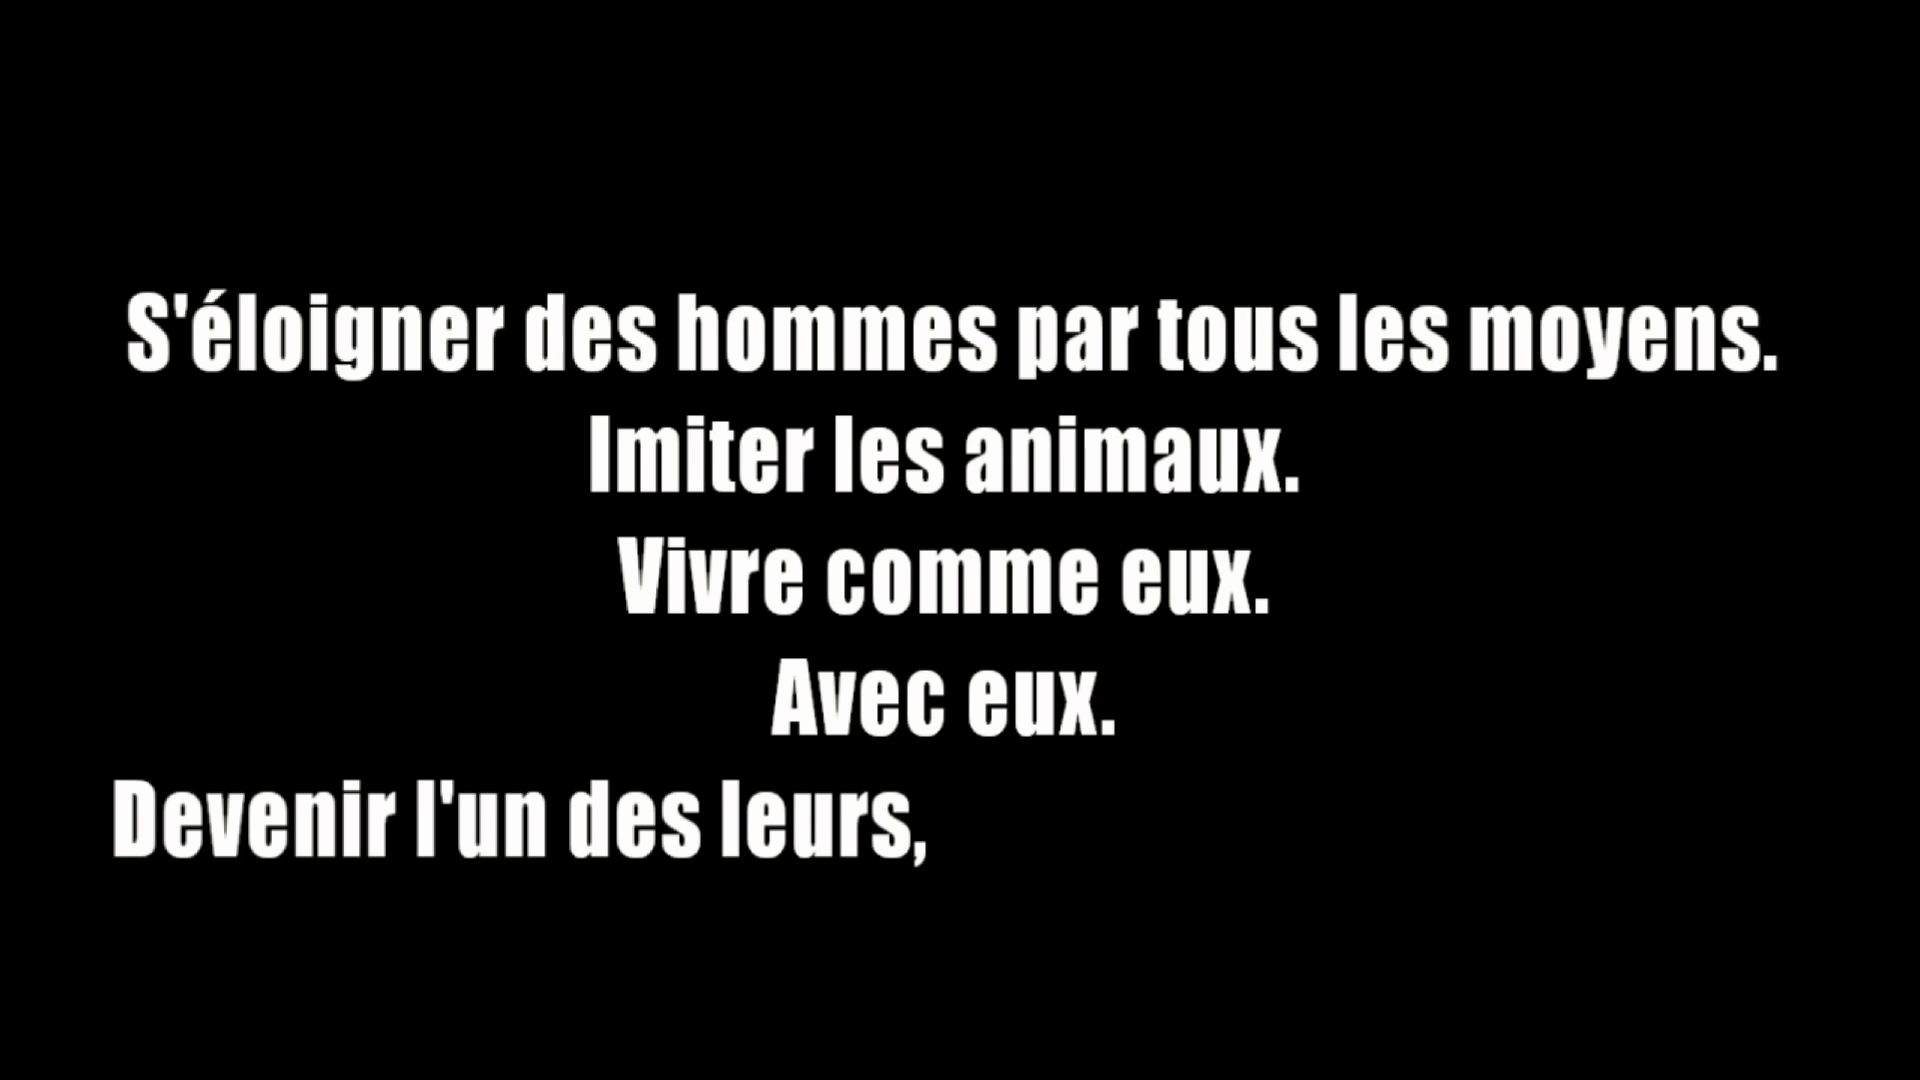 S'éloigner des hommes par tous les moyens.
Imiter les animaux.
Vivre comme eux.
Avec eux.
Devenir l'un des leurs,